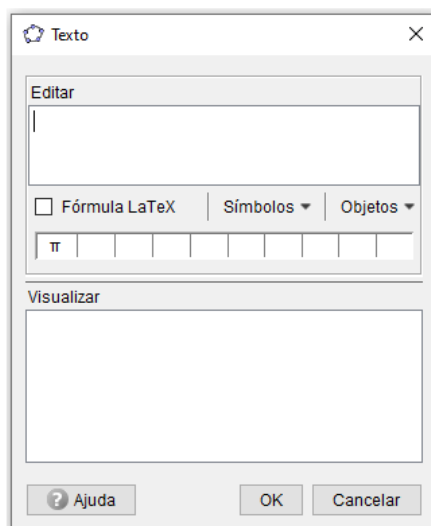 Texto
Editar
Fórmula LaTeX Símbolos Objetos
π
Visualizar
? Ajuda OK Cancelar